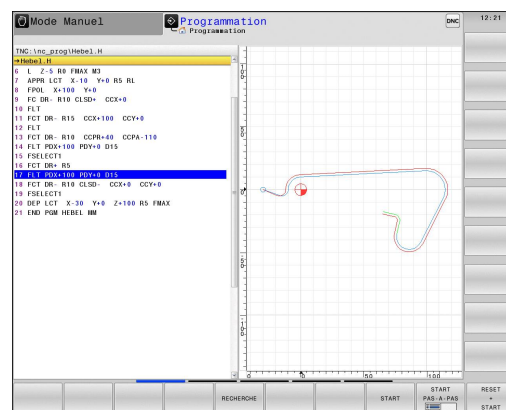 Mode Manuel
Programmation
Programmation
DNC
12:21
TNC:\nc_prog\Hebel.H
→Hebel.H
6 L Z-5 R0 FMAX M3
7 APPR LCT X-10 Y+0 R5 RL
8 FPOL X+100 Y+0
9 FC DR- R10 CLSD+ CCX+0
10 FLT
11 FCT DR- R15 CCX+100 CCY+0
12 FLT
13 FCT DR- R10 CCPR+40 CCPA-110
14 FLT PDX+100 PDY+0 D15
15 FSELECT1
16 FCT DR+ R5
17 FLT PDX+100 PDY+0 D15
18 FCT DR- R10 CLSD- CCX+0 CCY+0
19 FSELECT1
20 DEP LCT X-30 Y+0 Z+100 R5 FMAX
21 END PGM HEBEL MM
100
50
0
-50
-100
0
50
100
RECHERCHE
START
START
PAS-A-PAS
RESET
+
START